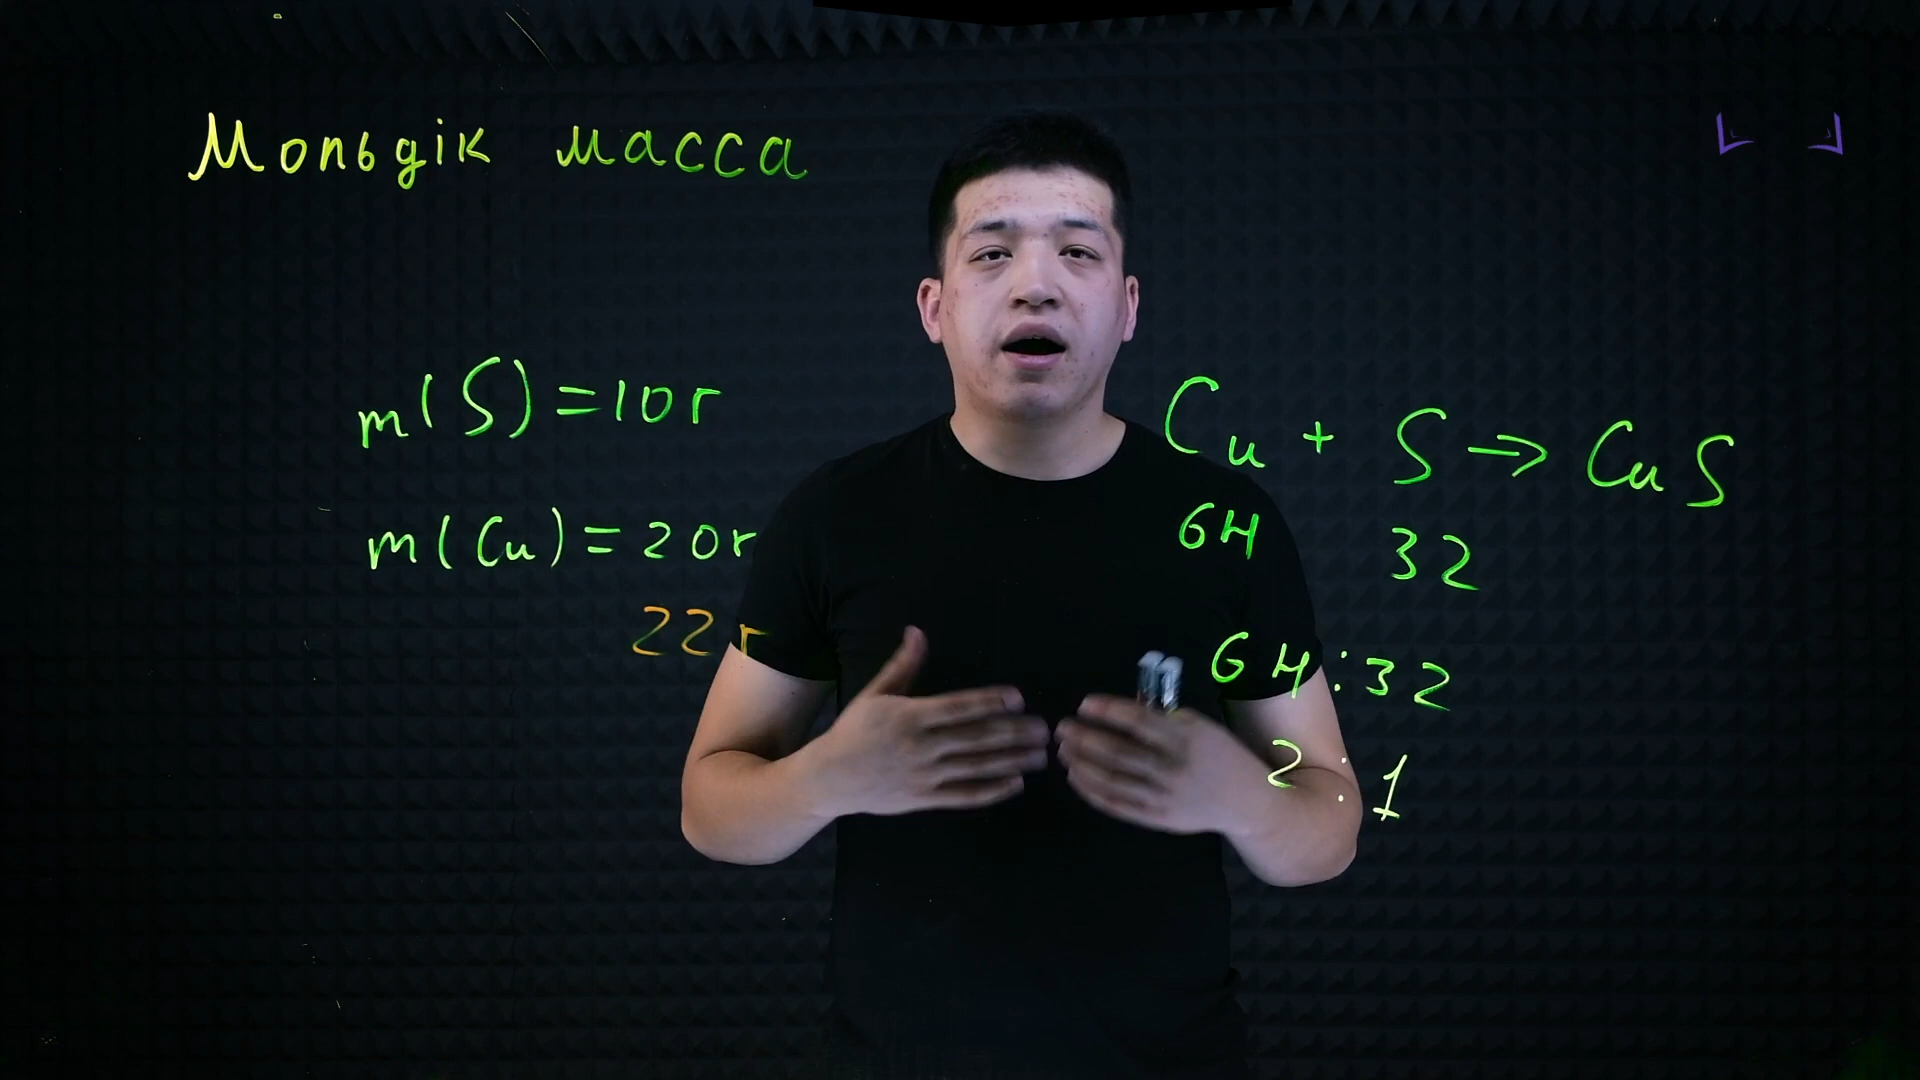 Мольдік масса
m(S)=10г
m(Cu)=20г
22г
Cu + S → CuS
64 32
64:32
2:1